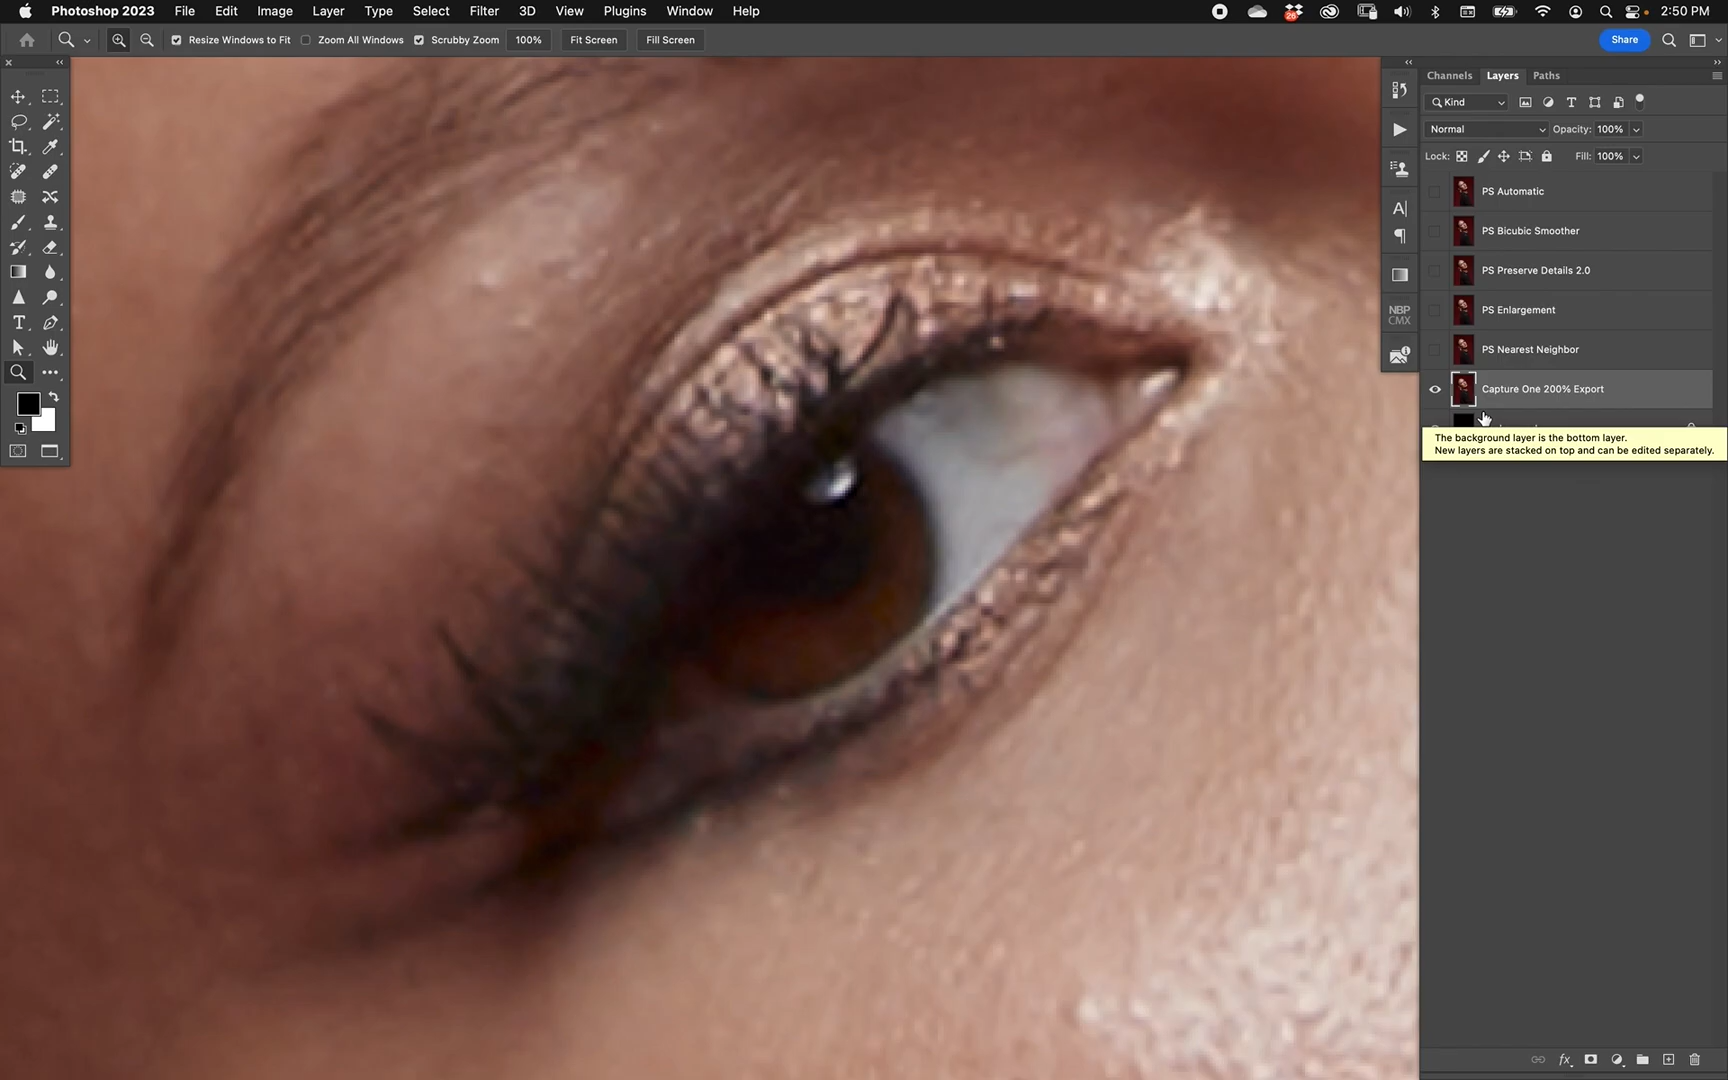 Photoshop 2023 File Edit Image Layer Type Select Filter 3D View Plugins Window Help 2:50 PM
Resize Windows to Fit Zoom All Windows Scrubby Zoom 100% Fit Screen Fill Screen Share
Channels Layers Paths
Kind
Normal Opacity: 100%
Lock: Fill: 100%
PS Automatic
PS Bicubic Smoother
PS Preserve Details 2.0
PS Enlargement
NBP
CMX
PS Nearest Neighbor
Capture One 200% Export
The background layer is the bottom layer.
New layers are stacked on top and can be edited separately.